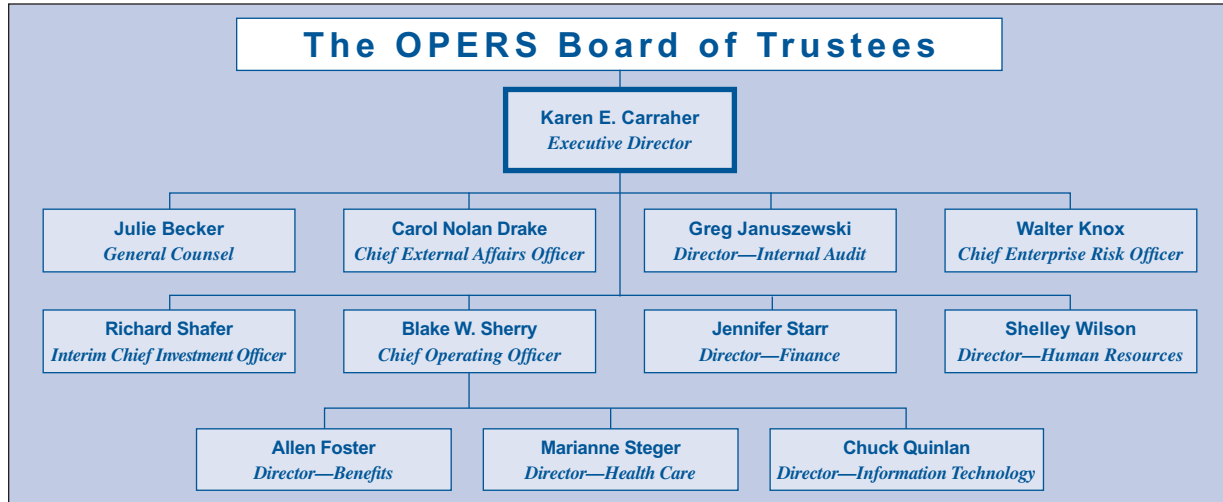 The OPERS Board of Trustees
Karen E. Carraher
Executive Director
Julie Becker
General Counsel
Carol Nolan Drake
Chief External Affairs Officer
Greg Januszewski
Director—Internal Audit
Walter Knox
Chief Enterprise Risk Officer
Richard Shafer
Interim Chief Investment Officer
Blake W. Sherry
Chief Operating Officer
Jennifer Starr
Director—Finance
Shelley Wilson
Director—Human Resources
Allen Foster
Director—Benefits
Marianne Steger
Director—Health Care
Chuck Quinlan
Director—Information Technology